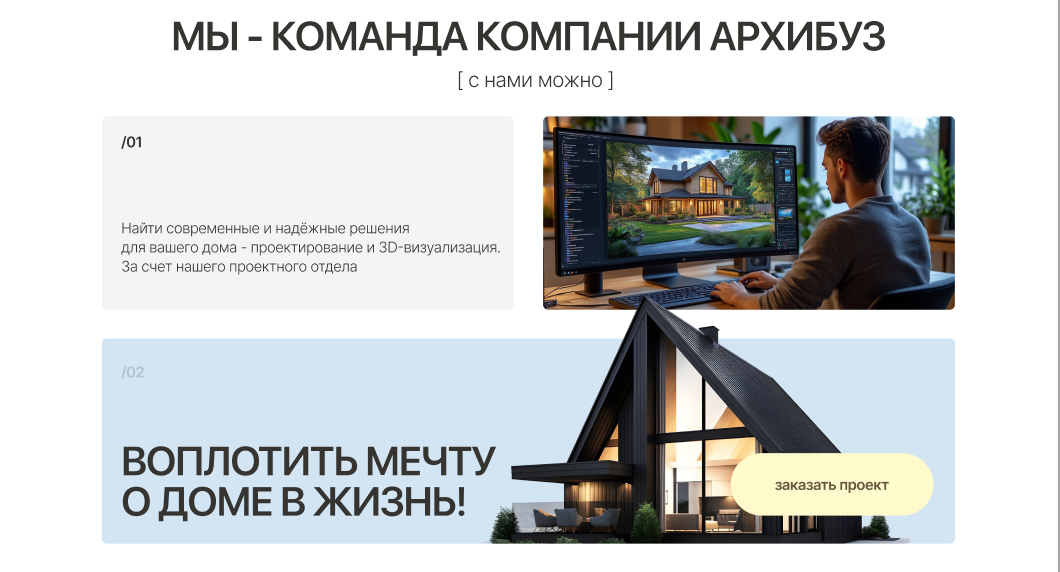 МЫ - КОМАНДА КОМПАНИИ АРХИБУЗ
[ с нами можно ]
/01
Найти современные и надёжные решения
для вашего дома - проектирование и 3D-визуализация.
За счет нашего проектного отдела
/02
ВОПЛОТИТЬ МЕЧТУ
О ДОМЕ В ЖИЗНЬ!
заказать проект